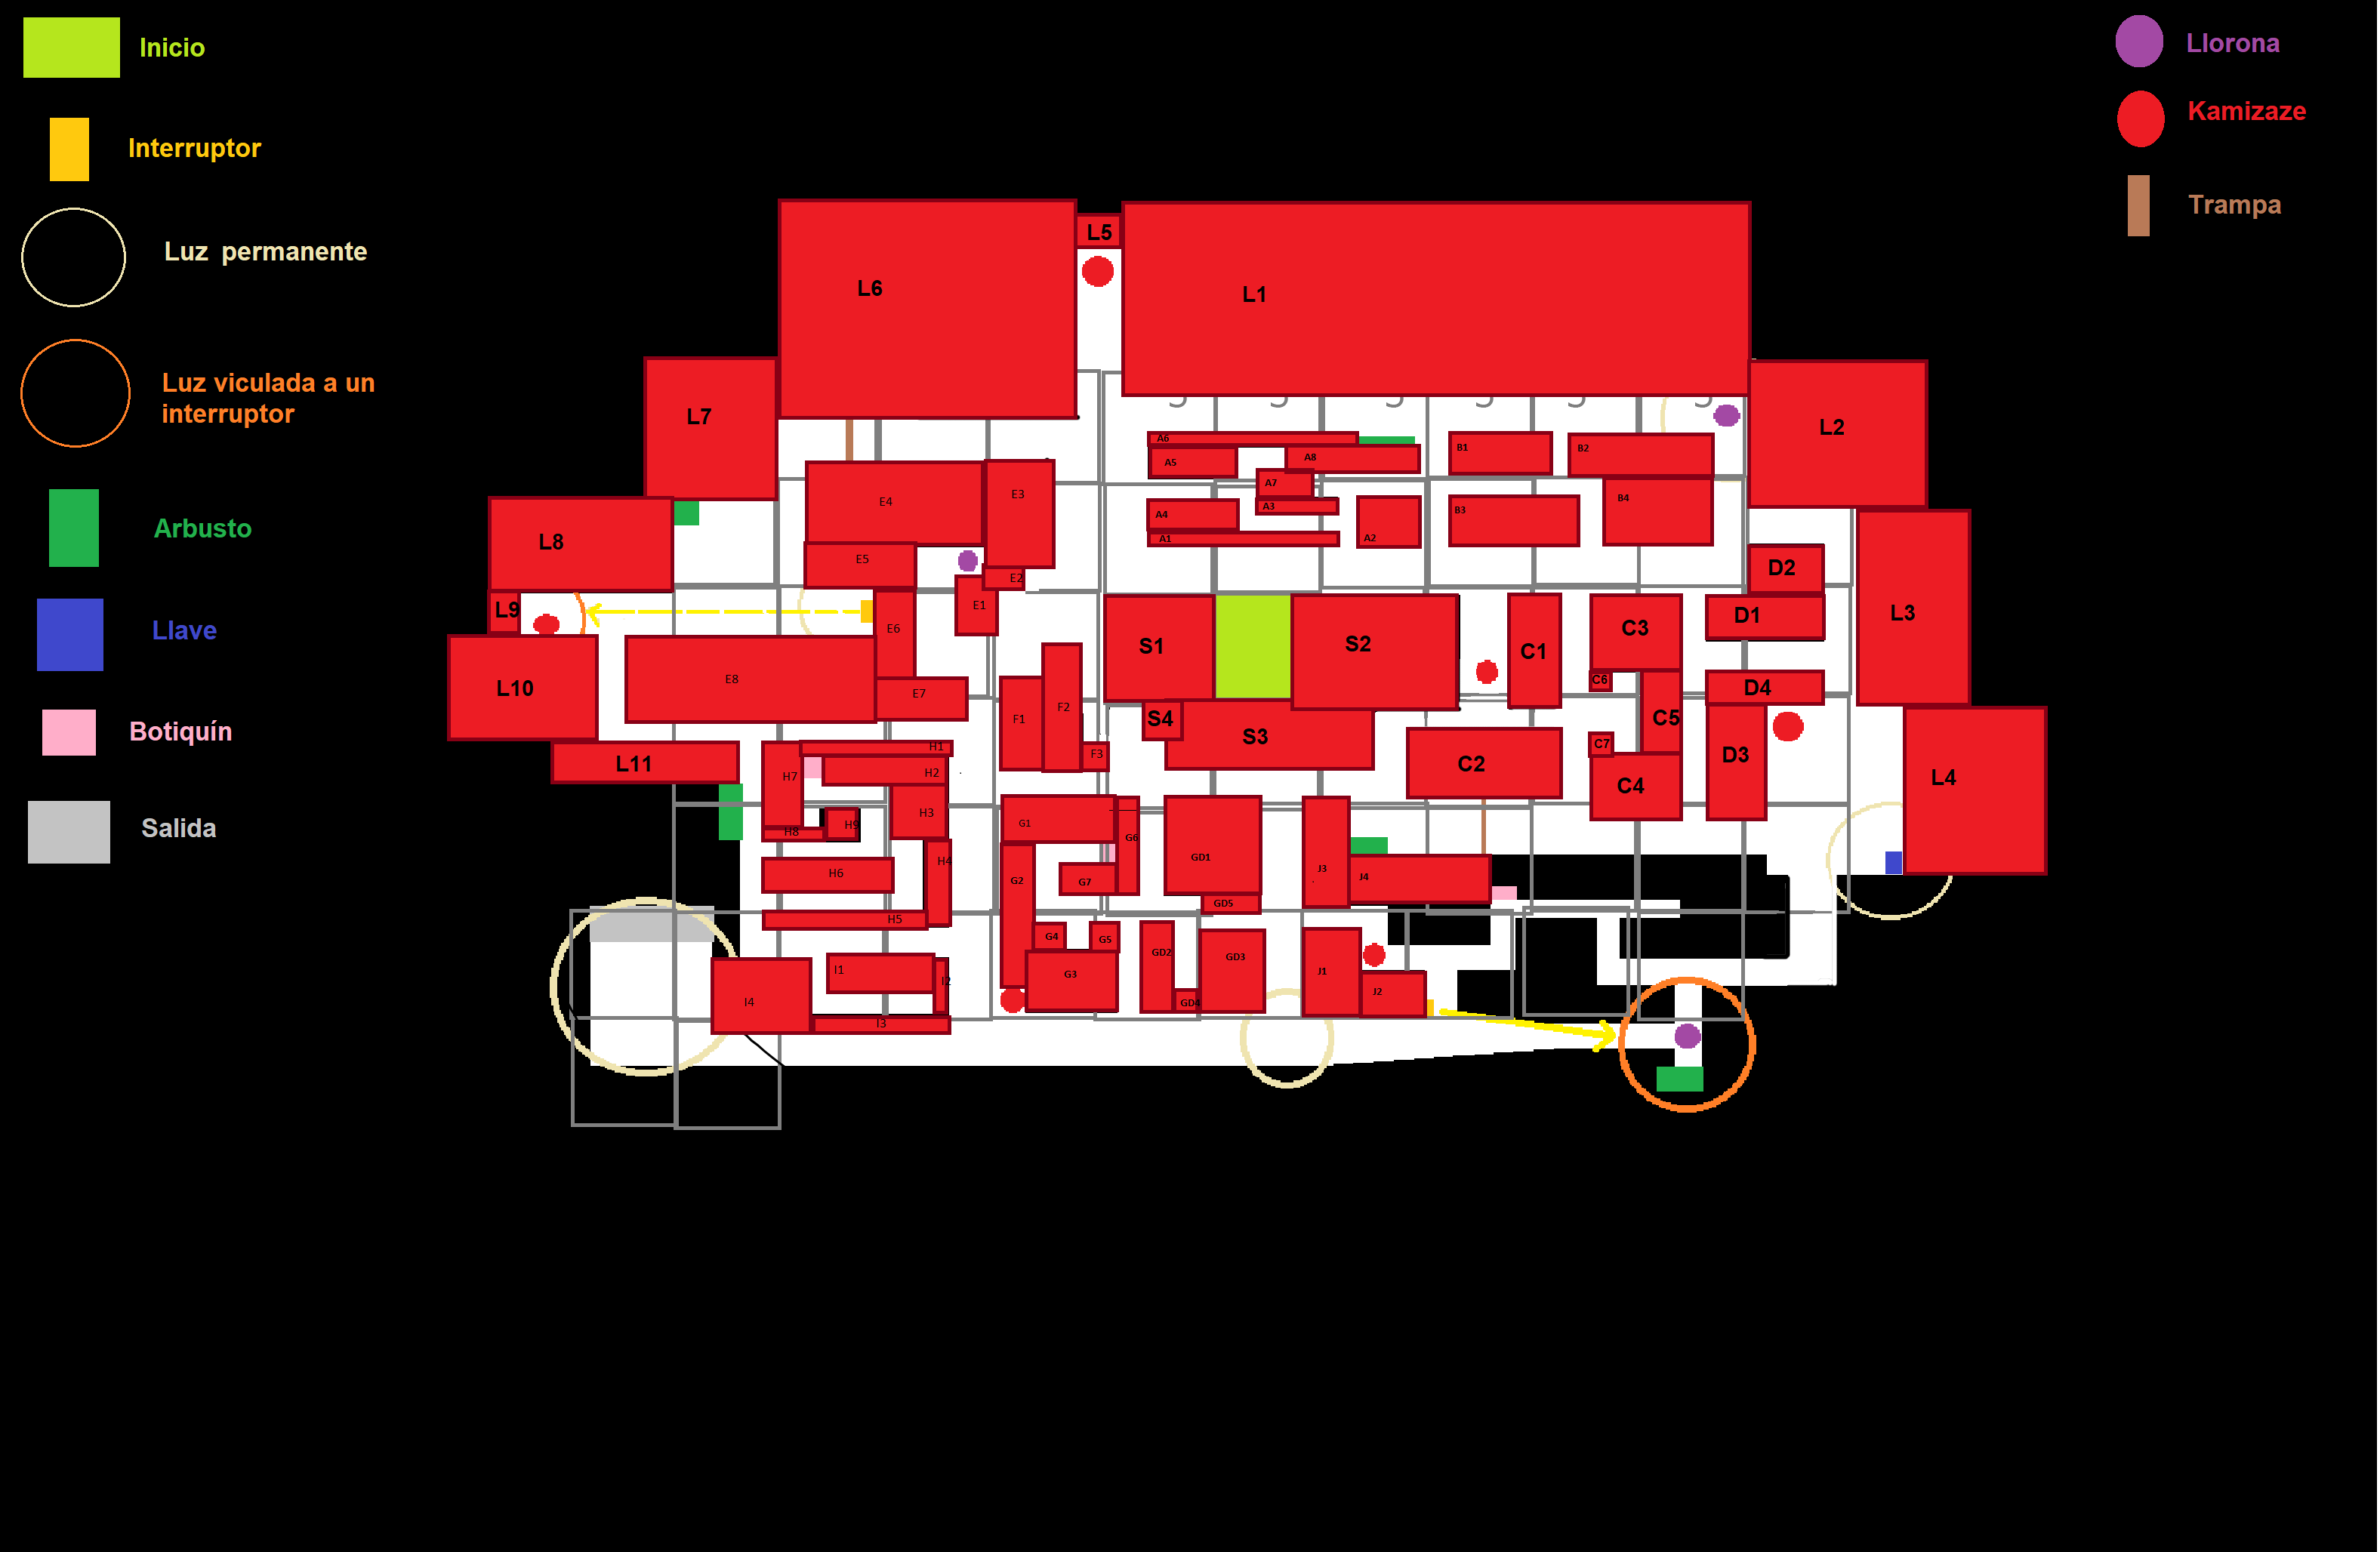 Inicio
Interruptor
Luz permanente
Luz viculada a un
interruptor
Arbusto
Llave
Botiquín
Salida
Llorona
Kamizaze
Trampa
L5
L6
L1
L7
L2
A6
A5
A8
B1
B2
A7
A3
A4
A1
A2
B3
B4
E4
E3
E5
E2
E1
E6
L8
L9
L10
E8
E7
L11
D2
D1
L3
S1
S2
C1
C3
C6
C5
D4
F1
F2
F3
S4
S3
C2
C7
C4
D3
L4
H1
H7
H2
H3
H8
H9
H4
H6
H5
G1
G6
G2
G7
GD1
GD5
J3
J4
G4
G5
G3
GD2
GD3
GD4
J1
J2
I1
I2
I4
I3